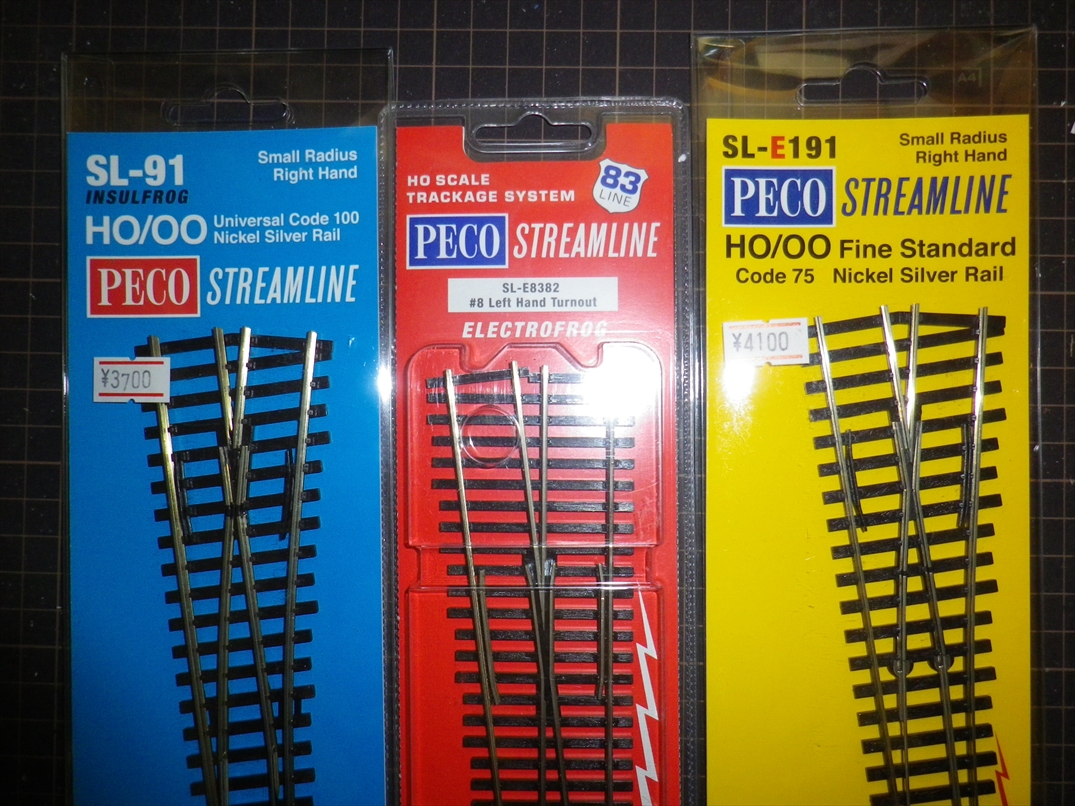 SL-91
INSULFROG
Small Radius
Right Hand
HO/OO
Universal Code 100
Nickel Silver Rail
PECO STREAMLINE
¥3700
HO SCALE
TRACKAGE SYSTEM
83
LINE
PECO STREAMLINE
SL-E8382
#8 Left Hand Turnout
ELECTROFROG
A4
SL-E191
Small Radius
Right Hand
PECO STREAMLINE
HO/OO Fine Standard
Code 75 Nickel Silver Rail
¥4100